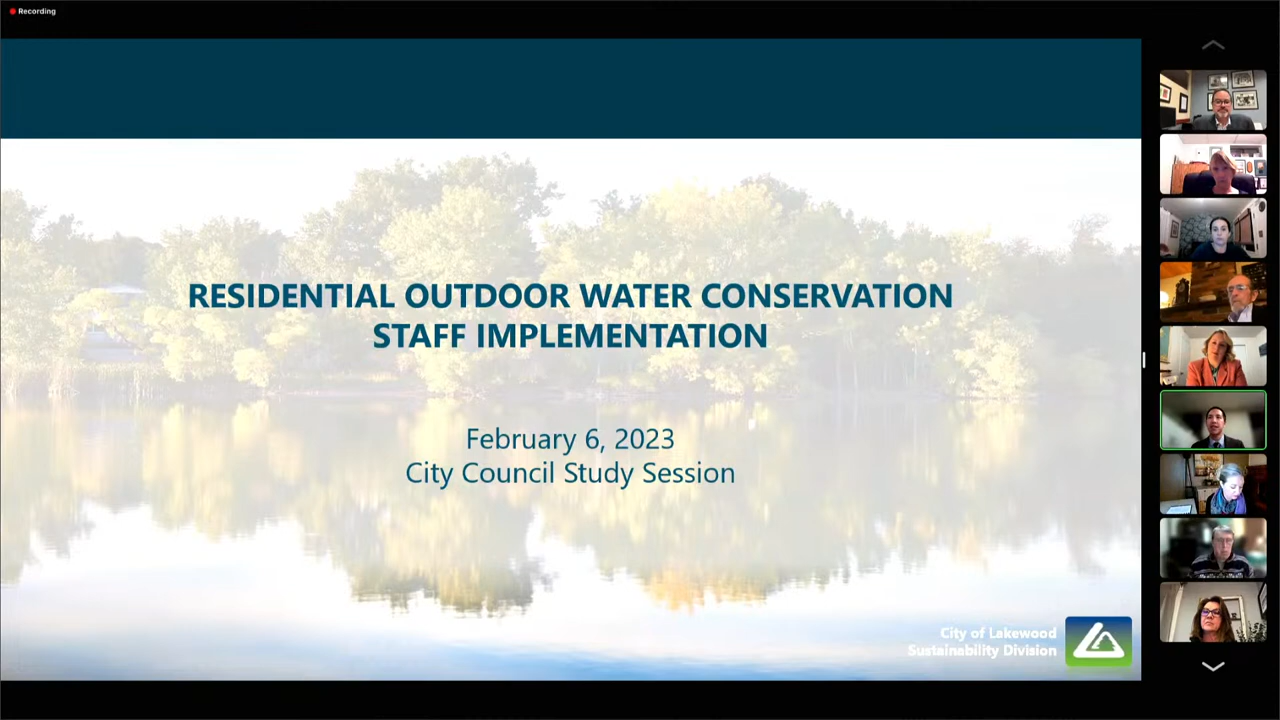 Recording
RESIDENTIAL OUTDOOR WATER CONSERVATION
STAFF IMPLEMENTATION
February 6, 2023
City Council Study Session
City of Lakewood
Sustainability Division